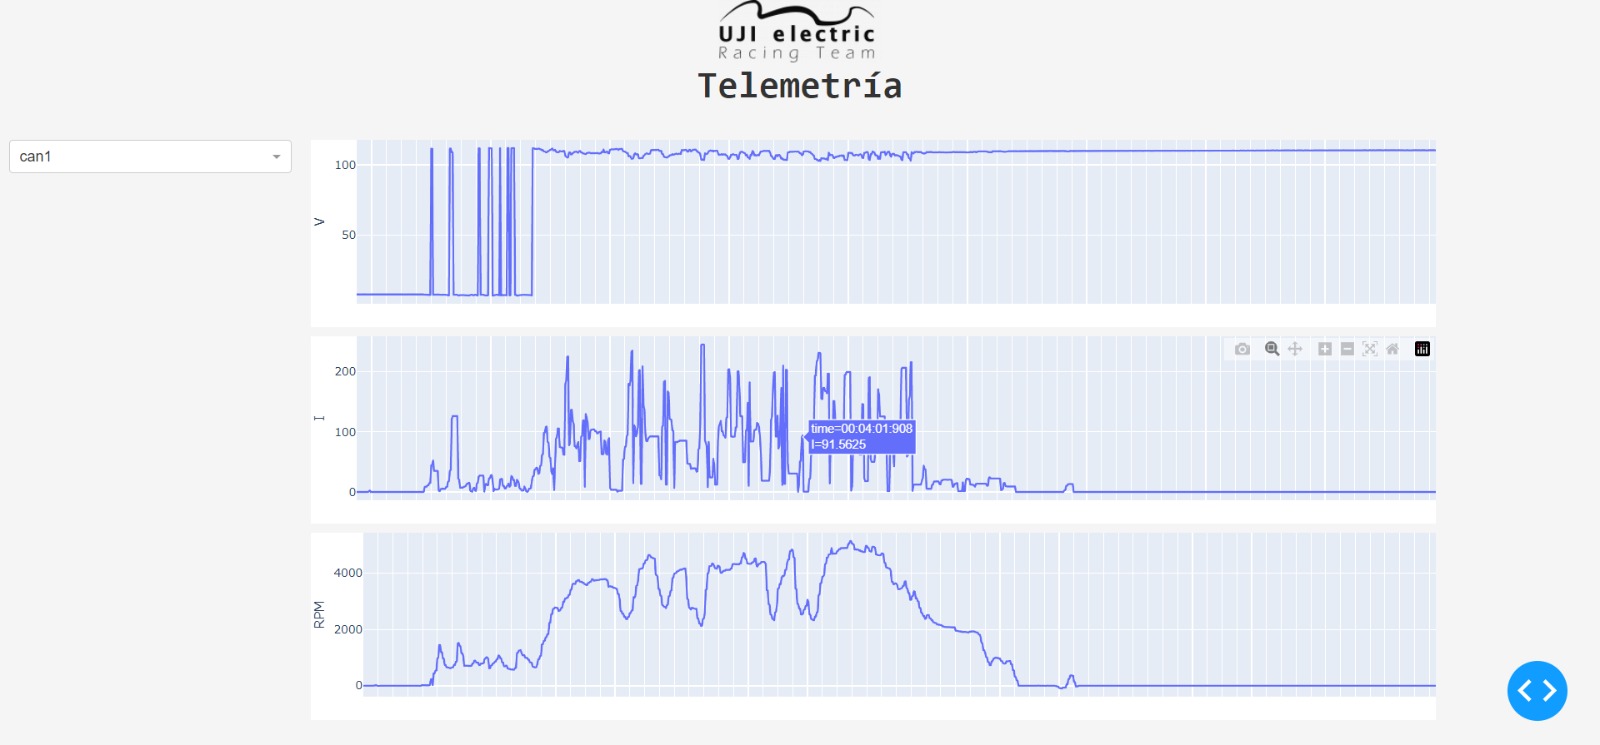 UJI electric
Racing Team
Telemetría
can1
100
50
V
200
100
0
I
time=00:04:01:908
I=91.5625
4000
2000
0
RPM